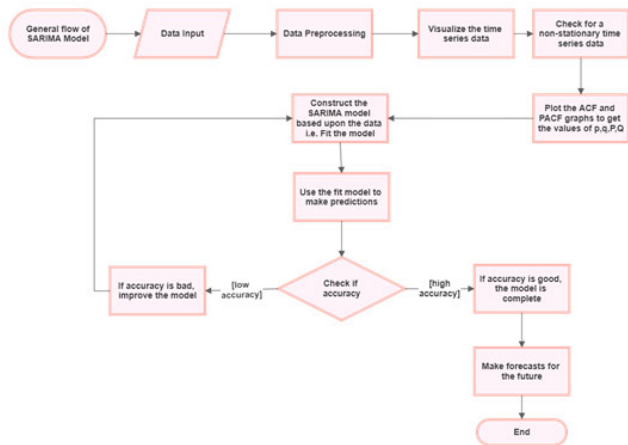 General flow of
SARIMA Model
Data Input
Data Preprocessing
Visualize the time
series data
Check for a
non-stationary time
series data
Plot the ACF and
PACF graphs to get
the values of p,q,P,Q
Construct the
SARIMA model
based upon the data
i.e. Fit the model
Use the fit model to
make predictions
Check if
accuracy
[low
accuracy]
If accuracy is bad,
improve the model
[high
accuracy]
If accuracy is good,
the model is
complete
Make forecasts for
the future
End